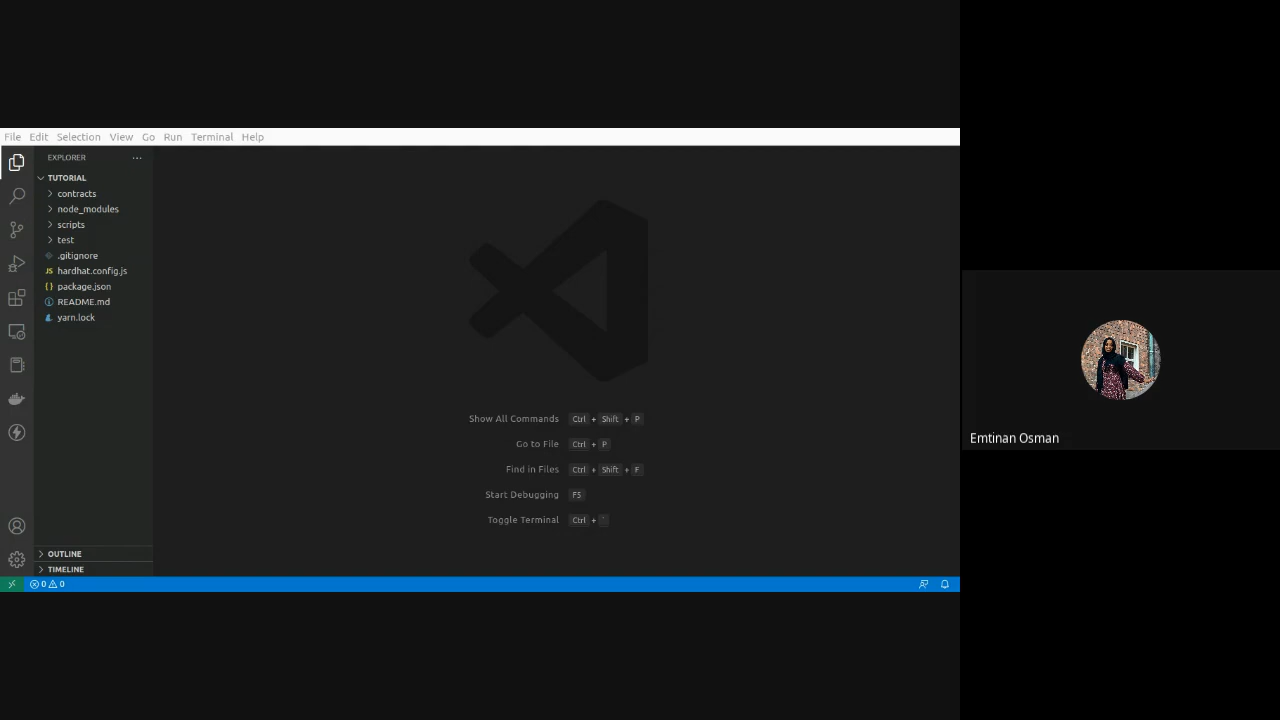 File Edit Selection View Go Run Terminal Help
EXPLORER ...
TUTORIAL
contracts
node_modules
scripts
test
.gitignore
JS hardhat.config.js
{} package.json
README.md
yarn.lock
Show All Commands Ctrl + Shift + P
Go to File Ctrl + P
Find in Files Ctrl + Shift + F
Start Debugging F5
Toggle Terminal Ctrl + `
OUTLINE
TIMELINE
0 0
Emtinan Osman